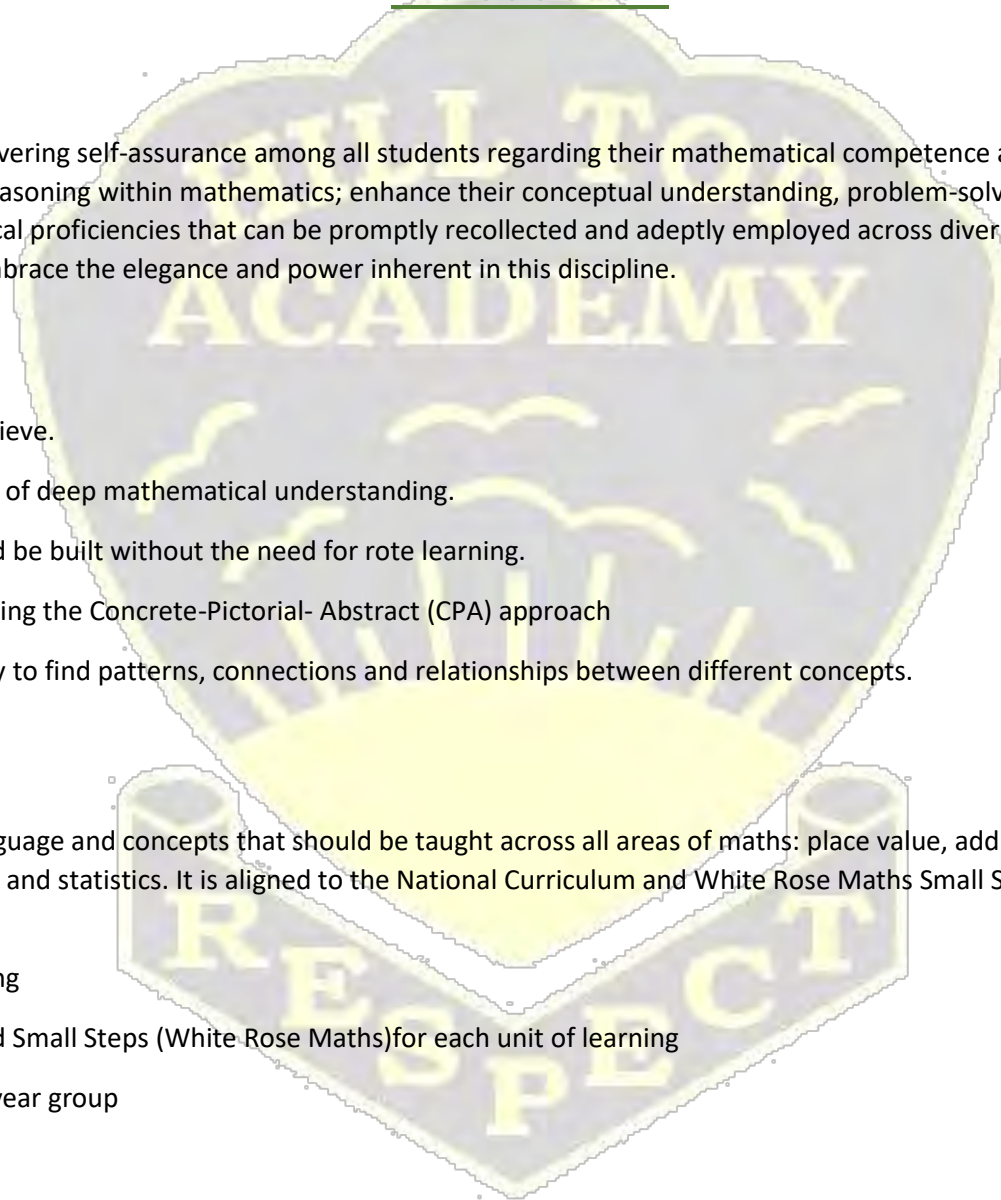 HILL TOP
ACADEMY
vering self-assurance among all students regarding their mathematical competence a
easoning within mathematics; enhance their conceptual understanding, problem-solv
cal proficiencies that can be promptly recollected and adeptly employed across diver
nbrace the elegance and power inherent in this discipline.
ieve.
of deep mathematical understanding.
d be built without the need for rote learning.
ing the Concrete-Pictorial- Abstract (CPA) approach
y to find patterns, connections and relationships between different concepts.
guage and concepts that should be taught across all areas of maths: place value, add
and statistics. It is aligned to the National Curriculum and White Rose Maths Small S
ng
d Small Steps (White Rose Maths)for each unit of learning
year group
RESPECT